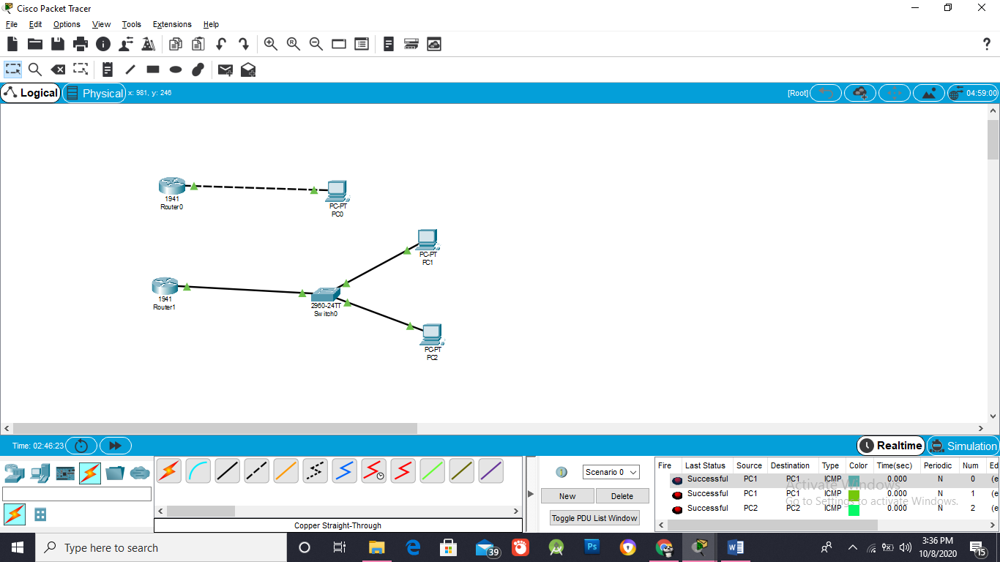 Cisco Packet Tracer
File Edit Options View Tools Extensions Help
?
Logical Physical x: 981, y: 246 [Root] 04:59:00
1941
Router0
PC-PT
PC0
PC-PT
PC1
1941
Router1
2960-24TT
Switch0
PC-PT
PC2
Time: 02:46:23 Realtime Simulation
Scenario 0
New Delete
Toggle PDU List Window
Copper Straight-Through
Fire Last Status Source Destination Type Color Time(sec) Periodic Num Edi
Successful PC1 PC1 ICMP 0.000 N 0 (e
Successful PC1 PC1 ICMP 0.000 N 1 (e
Successful PC2 PC2 ICMP 0.000 N 2 (e
Activate Windows
Go to Settings to activate Windows.
Type here to search
39
Ps
W
3:36 PM
10/8/2020
15